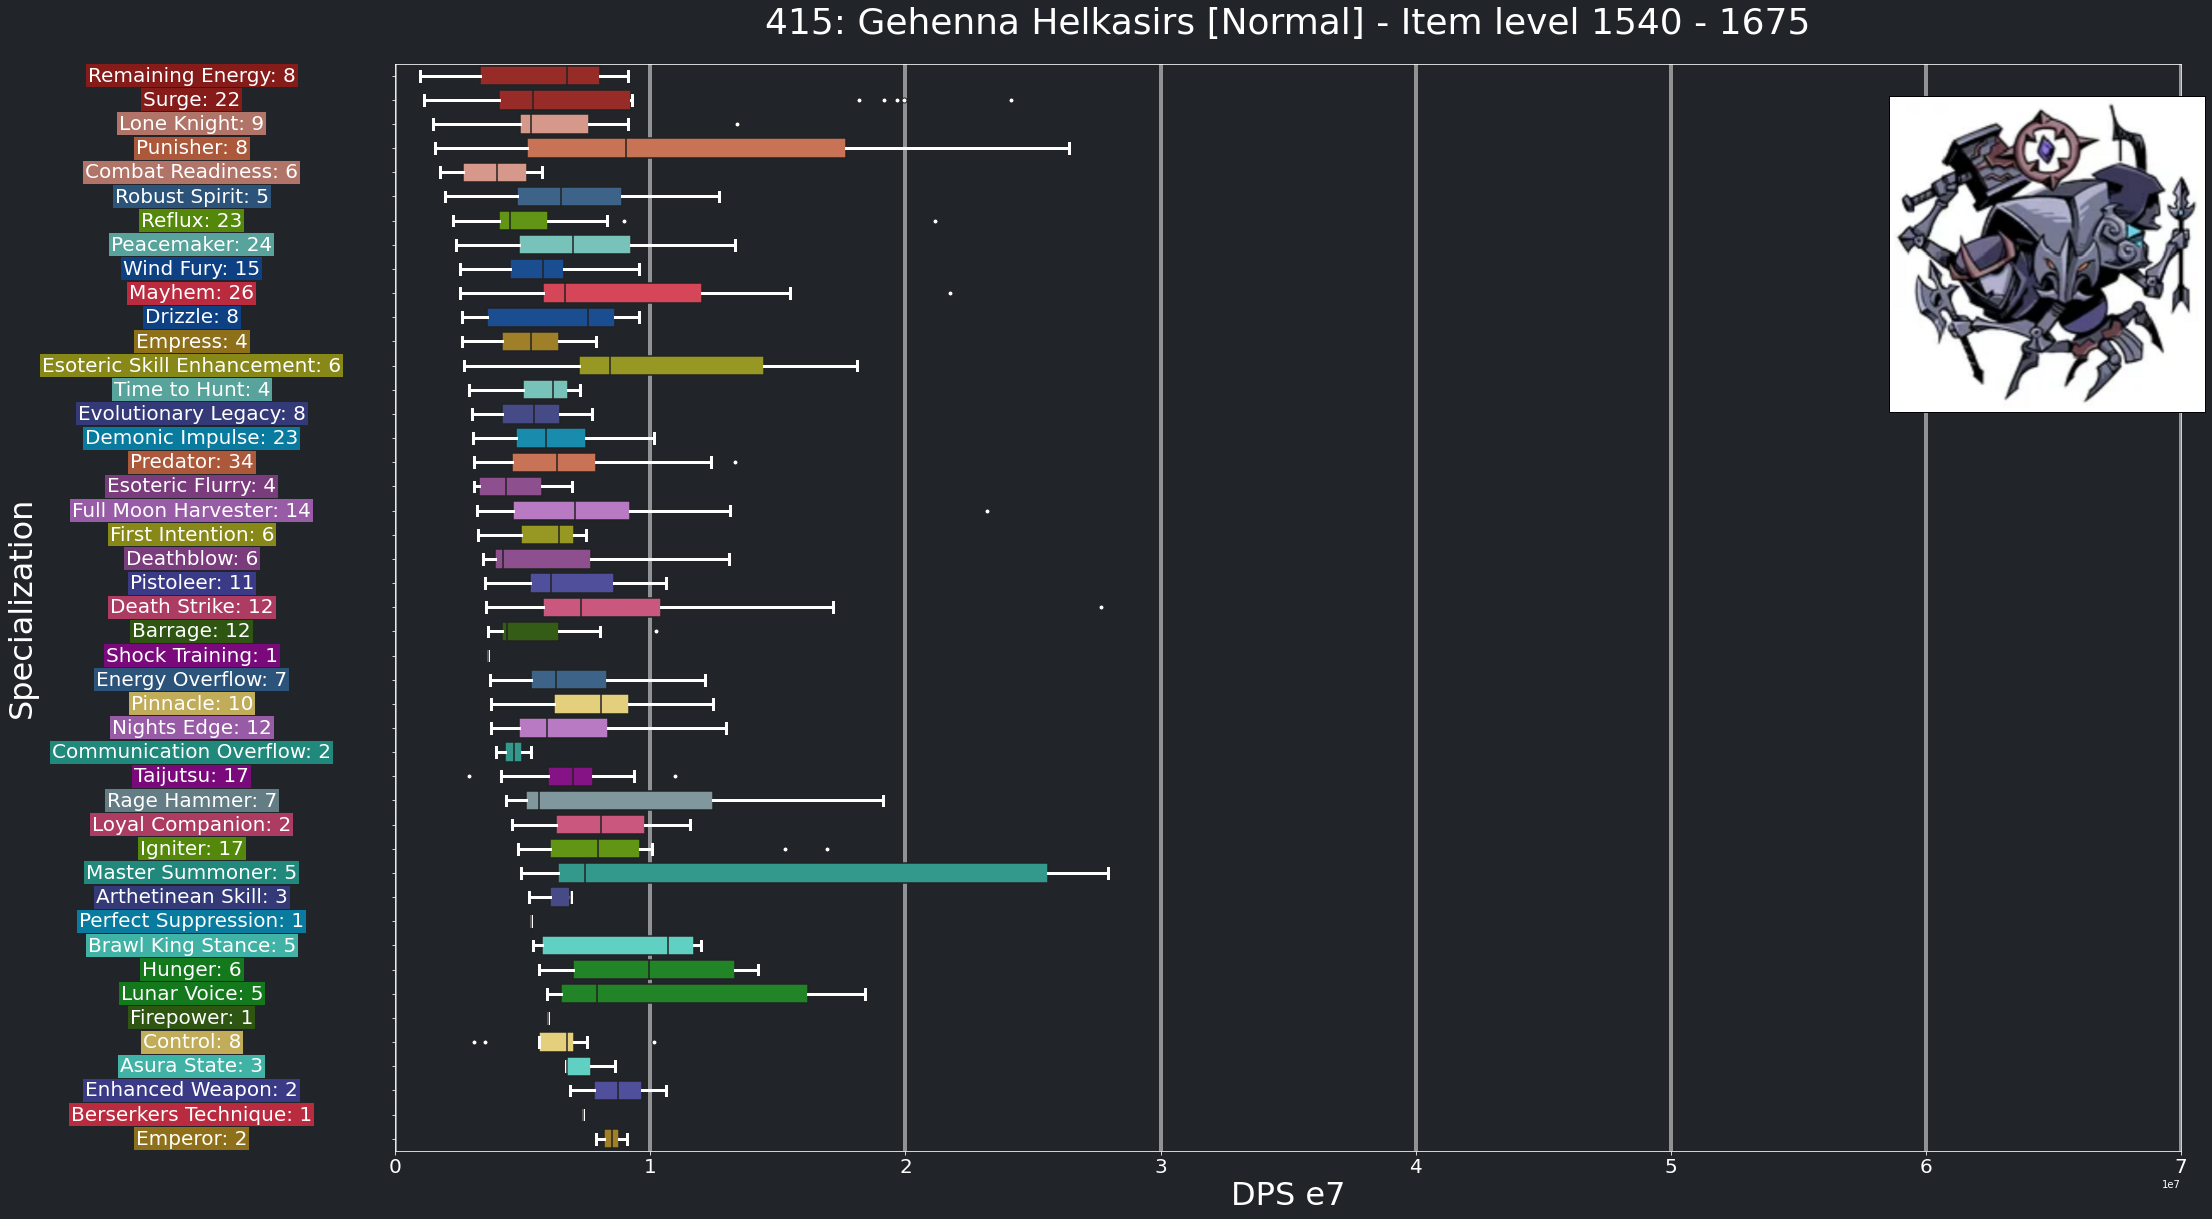 415: Gehenna Helkasirs [Normal] - Item level 1540 - 1675
Remaining Energy: 8
Surge: 22
Lone Knight: 9
Punisher: 8
Combat Readiness: 6
Robust Spirit: 5
Reflux: 23
Peacemaker: 24
Wind Fury: 15
Mayhem: 26
Drizzle: 8
Empress: 4
Esoteric Skill Enhancement: 6
Time to Hunt: 4
Evolutionary Legacy: 8
Demonic Impulse: 23
Predator: 34
Esoteric Flurry: 4
Full Moon Harvester: 14
First Intention: 6
Deathblow: 6
Pistoleer: 11
Death Strike: 12
Barrage: 12
Shock Training: 1
Energy Overflow: 7
Pinnacle: 10
Nights Edge: 12
Communication Overflow: 2
Taijutsu: 17
Rage Hammer: 7
Loyal Companion: 2
Igniter: 17
Master Summoner: 5
Arthetinean Skill: 3
Perfect Suppression: 1
Brawl King Stance: 5
Hunger: 6
Lunar Voice: 5
Firepower: 1
Control: 8
Asura State: 3
Enhanced Weapon: 2
Berserkers Technique: 1
Emperor: 2
Specialization
0 1 2 3 4 5 6 7
1e7
DPS e7